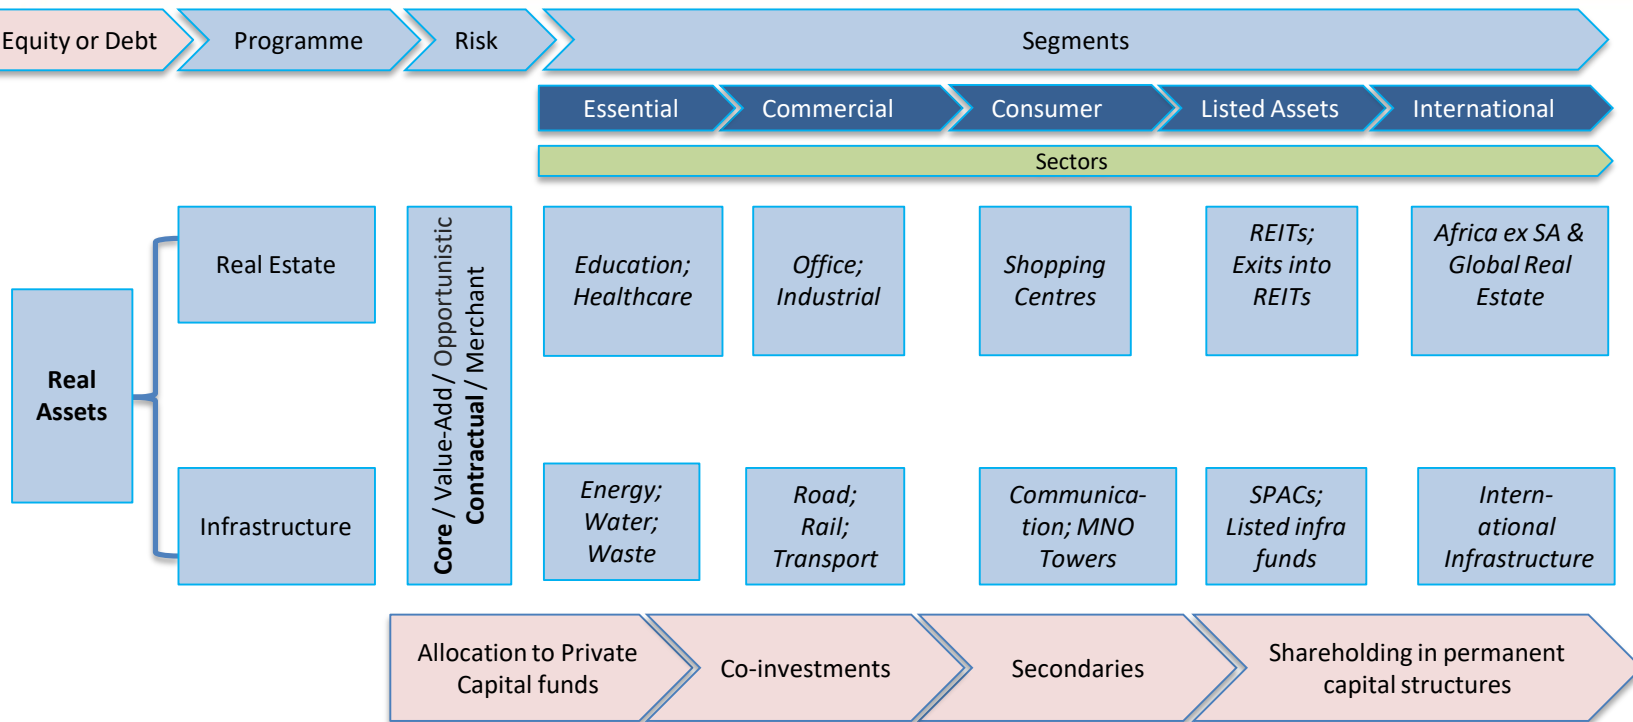 Equity or Debt
Programme
Risk
Segments
Essential
Commercial
Consumer
Listed Assets
International
Sectors
Real
Assets
Real Estate
Infrastructure
Core / Value-Add / Opportunistic
Contractual / Merchant
Education;
Healthcare
Office;
Industrial
Shopping
Centres
REITs;
Exits into
REITs
Africa ex SA &
Global Real
Estate
Energy;
Water;
Waste
Road;
Rail;
Transport
Communica-
tion; MNO
Towers
SPACs;
Listed infra
funds
Intern-
ational
Infrastructure
Allocation to Private
Capital funds
Co-investments
Secondaries
Shareholding in permanent
capital structures